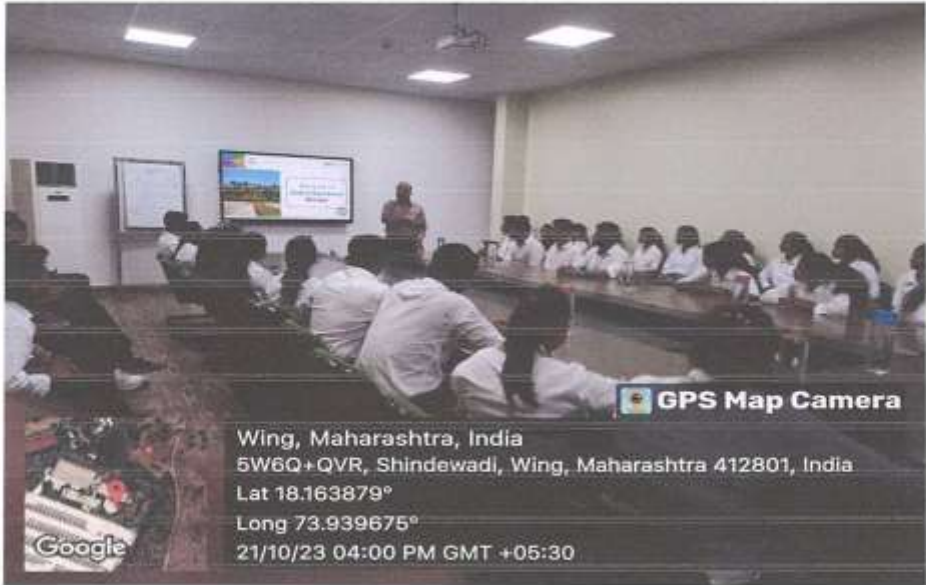 GPS Map Camera
Wing, Maharashtra, India
5W6Q+QVR, Shindewadi, Wing, Maharashtra 412801, India
Lat 18.163879°
Long 73.939675°
21/10/23 04:00 PM GMT +05:30
Google